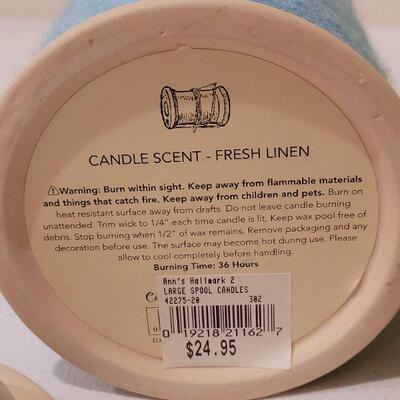 CANDLE SCENT - FRESH LINEN
⚠Warning: Burn within sight. Keep away from flammable materials
and things that catch fire. Keep away from children and pets. Burn on
heat resistant surface away from drafts. Do not leave candle burning
unattended. Trim wick to 1/4" each time candle is lit. Keep wax pool free of
debris. Stop burning when 1/2" of wax remains. Remove packaging and any
decoration before use. The surface may become hot during use. Please
allow to cool completely before handling.
Burning Time: 36 Hours
Ann's Hallmark 2
LARGE SPOOL CANDLES
42275-20 302
0 19218 21162 7
$24.95